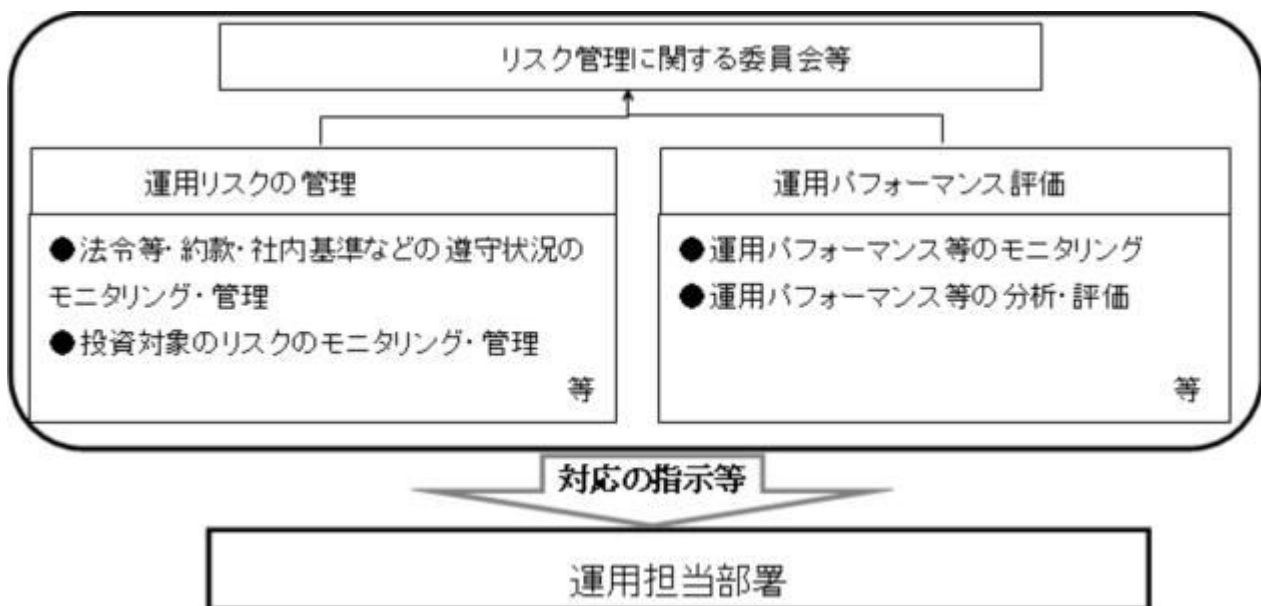 リスク管理に関する委員会等
運用リスクの管理
●法令等・約款・社内基準などの遵守状況の
モニタリング・管理
●投資対象のリスクのモニタリング・管理
等
運用パフォーマンス評価
●運用パフォーマンス等のモニタリング
●運用パフォーマンス等の分析・評価
等
対応の指示等
運用担当部署